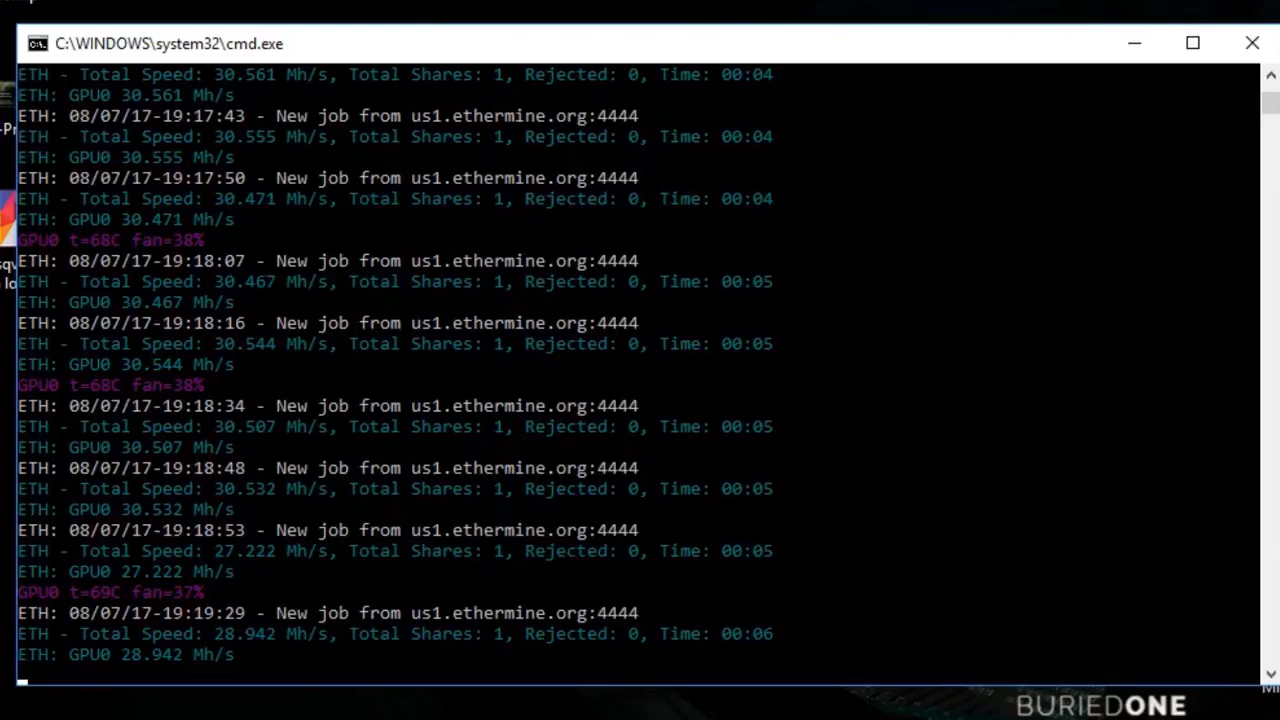 C:\WINDOWS\system32\cmd.exe
ETH - Total Speed: 30.561 Mh/s, Total Shares: 1, Rejected: 0, Time: 00:04
ETH: GPU0 30.561 Mh/s
ETH: 08/07/17-19:17:43 - New job from us1.ethermine.org:4444
ETH - Total Speed: 30.555 Mh/s, Total Shares: 1, Rejected: 0, Time: 00:04
ETH: GPU0 30.555 Mh/s
ETH: 08/07/17-19:17:50 - New job from us1.ethermine.org:4444
ETH - Total Speed: 30.471 Mh/s, Total Shares: 1, Rejected: 0, Time: 00:04
ETH: GPU0 30.471 Mh/s
GPU0 t=68C fan=38%
ETH: 08/07/17-19:18:07 - New job from us1.ethermine.org:4444
ETH - Total Speed: 30.467 Mh/s, Total Shares: 1, Rejected: 0, Time: 00:05
ETH: GPU0 30.467 Mh/s
ETH: 08/07/17-19:18:16 - New job from us1.ethermine.org:4444
ETH - Total Speed: 30.544 Mh/s, Total Shares: 1, Rejected: 0, Time: 00:05
ETH: GPU0 30.544 Mh/s
GPU0 t=68C fan=38%
ETH: 08/07/17-19:18:34 - New job from us1.ethermine.org:4444
ETH - Total Speed: 30.507 Mh/s, Total Shares: 1, Rejected: 0, Time: 00:05
ETH: GPU0 30.507 Mh/s
ETH: 08/07/17-19:18:48 - New job from us1.ethermine.org:4444
ETH - Total Speed: 30.532 Mh/s, Total Shares: 1, Rejected: 0, Time: 00:05
ETH: GPU0 30.532 Mh/s
ETH: 08/07/17-19:18:53 - New job from us1.ethermine.org:4444
ETH - Total Speed: 27.222 Mh/s, Total Shares: 1, Rejected: 0, Time: 00:05
ETH: GPU0 27.222 Mh/s
GPU0 t=69C fan=37%
ETH: 08/07/17-19:19:29 - New job from us1.ethermine.org:4444
ETH - Total Speed: 28.942 Mh/s, Total Shares: 1, Rejected: 0, Time: 00:06
ETH: GPU0 28.942 Mh/s
BURIEDONE